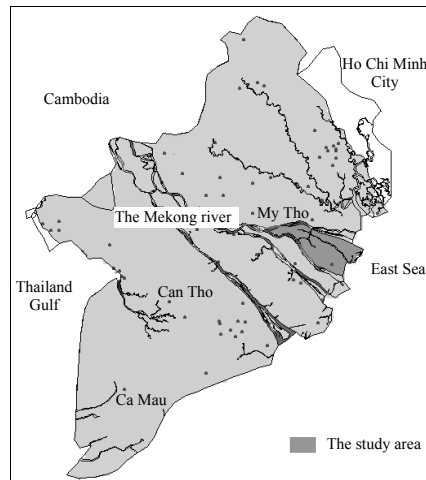 Ho Chi Minh
City
Cambodia
The Mekong river
My Tho
East Sea
Thailand
Gulf
Can Tho
Ca Mau
The study area